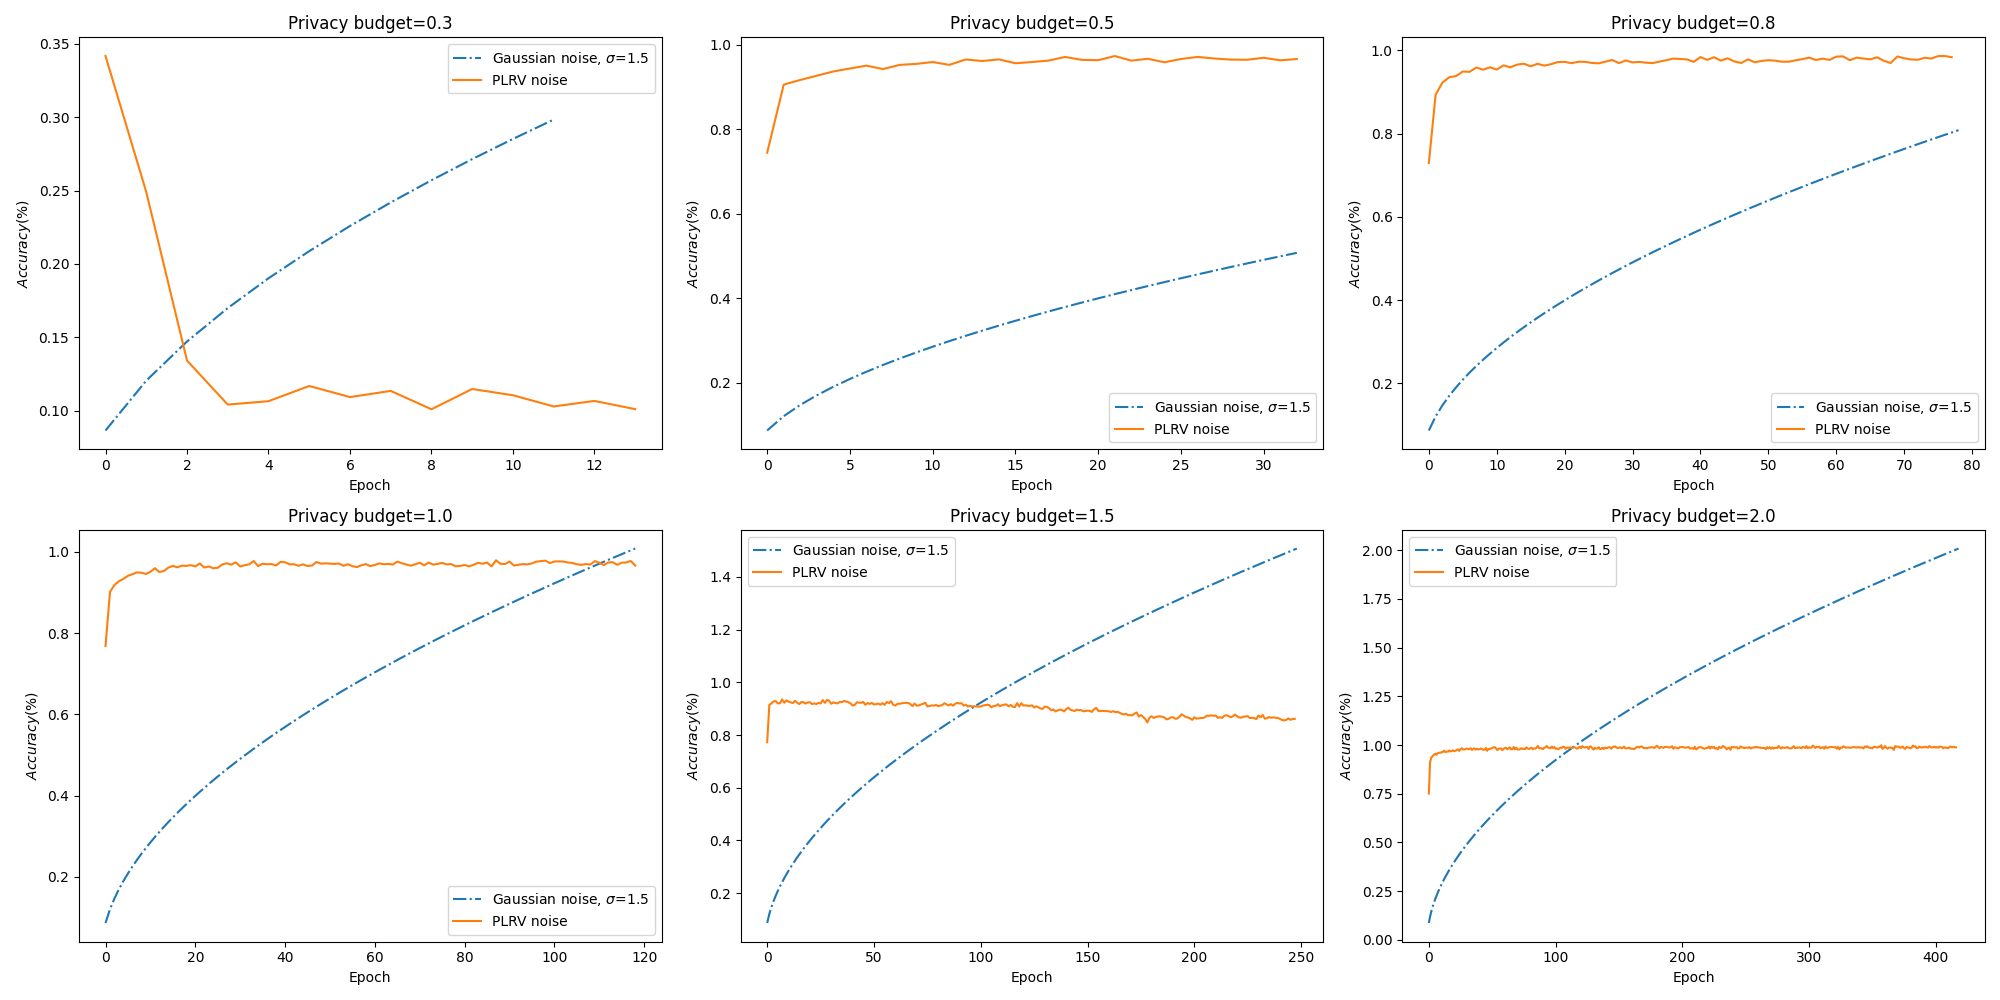 Privacy budget=0.3
Accuracy(%)
0.35
0.30
0.25
0.20
0.15
0.10
Gaussian noise, σ=1.5
PLRV noise
0 2 4 6 8 10 12
Epoch
Privacy budget=0.5
Accuracy(%)
1.0
0.8
0.6
0.4
0.2
Gaussian noise, σ=1.5
PLRV noise
0 5 10 15 20 25 30
Epoch
Privacy budget=0.8
Accuracy(%)
1.0
0.8
0.6
0.4
0.2
Gaussian noise, σ=1.5
PLRV noise
0 10 20 30 40 50 60 70 80
Epoch
Privacy budget=1.0
Accuracy(%)
1.0
0.8
0.6
0.4
0.2
Gaussian noise, σ=1.5
PLRV noise
0 20 40 60 80 100 120
Epoch
Privacy budget=1.5
Accuracy(%)
1.4
1.2
1.0
0.8
0.6
0.4
0.2
Gaussian noise, σ=1.5
PLRV noise
0 50 100 150 200 250
Epoch
Privacy budget=2.0
Accuracy(%)
2.00
1.75
1.50
1.25
1.00
0.75
0.50
0.25
0.00
Gaussian noise, σ=1.5
PLRV noise
0 100 200 300 400
Epoch